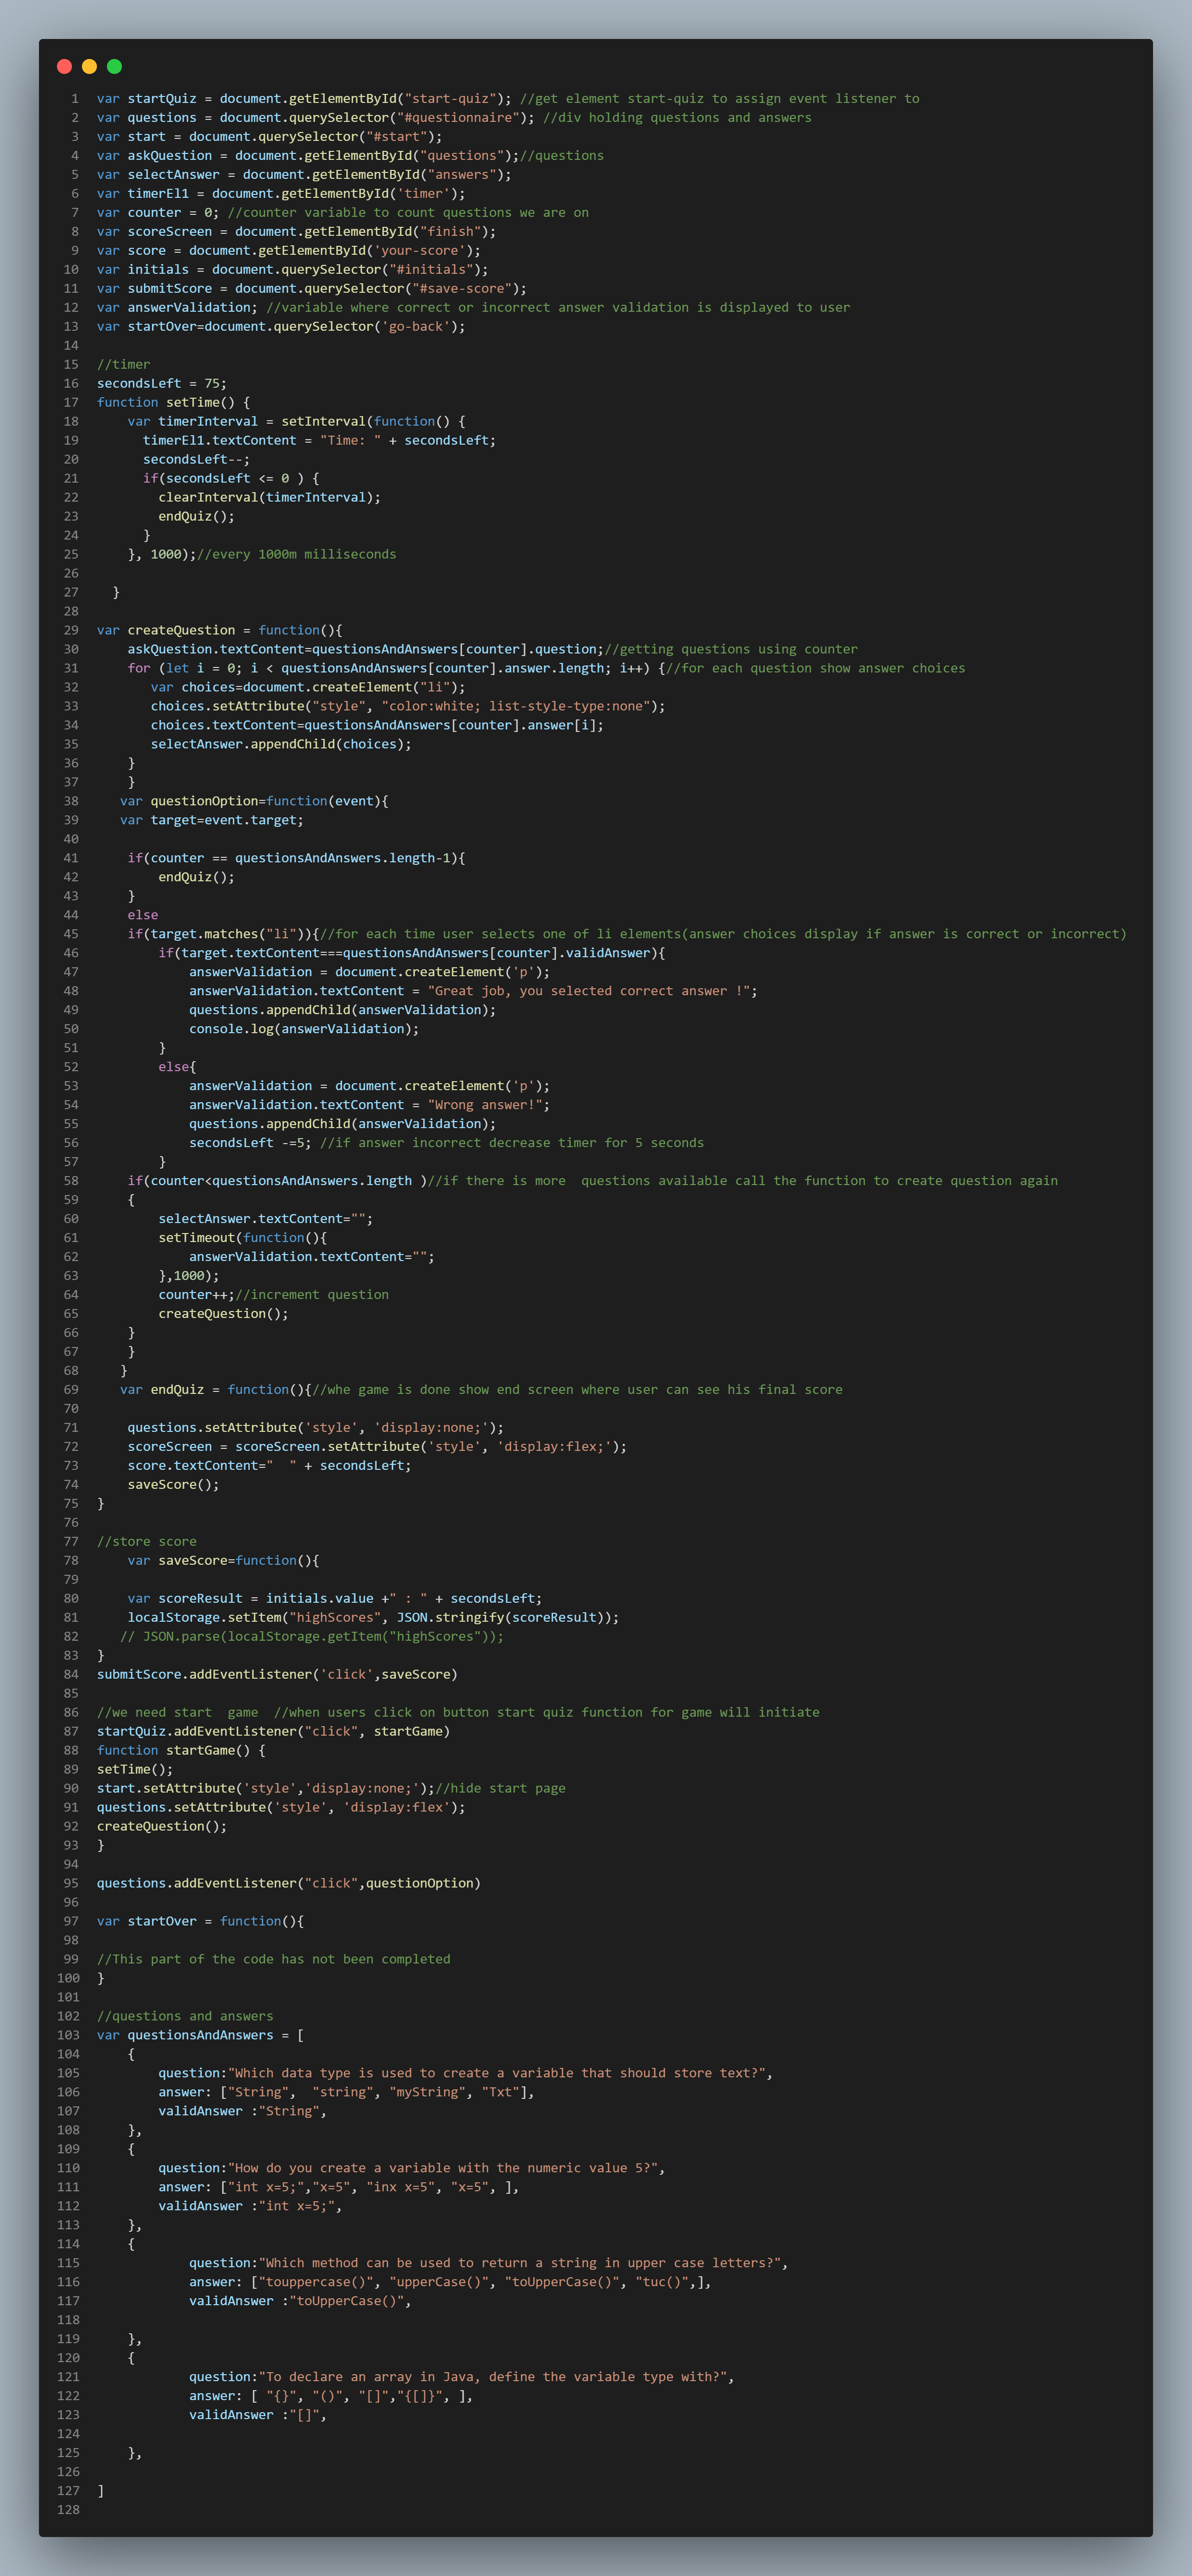 1 var startQuiz = document.getElementById("start-quiz"); //get element start-quiz to assign event listener to
2 var questions = document.querySelector("#questionnaire"); //div holding questions and answers
3 var start = document.querySelector("#start");
4 var askQuestion = document.getElementById("questions");//questions
5 var selectAnswer = document.getElementById("answers");
6 var timerEl1 = document.getElementById('timer');
7 var counter = 0; //counter variable to count questions we are on
8 var scoreScreen = document.getElementById("finish");
9 var score = document.getElementById('your-score');
10 var initials = document.querySelector("#initials");
11 var submitScore = document.querySelector("#save-score");
12 var answerValidation; //variable where correct or incorrect answer validation is displayed to user
13 var startOver=document.querySelector('go-back');
14
15 //timer
16 secondsLeft = 75;
17 function setTime() {
18     var timerInterval = setInterval(function() {
19       timerEl1.textContent = "Time: " + secondsLeft;
20       secondsLeft--;
21       if(secondsLeft <= 0 ) {
22         clearInterval(timerInterval);
23         endQuiz();
24       }
25     }, 1000);//every 1000m milliseconds
26
27   }
28
29 var createQuestion = function(){
30     askQuestion.textContent=questionsAndAnswers[counter].question;//getting questions using counter
31     for (let i = 0; i < questionsAndAnswers[counter].answer.length; i++) {//for each question show answer choices
32        var choices=document.createElement("li");
33        choices.setAttribute("style", "color:white; list-style-type:none");
34        choices.textContent=questionsAndAnswers[counter].answer[i];
35        selectAnswer.appendChild(choices);
36     }
37     }
38    var questionOption=function(event){
39    var target=event.target;
40
41     if(counter == questionsAndAnswers.length-1){
42         endQuiz();
43     }
44     else
45     if(target.matches("li")){//for each time user selects one of li elements(answer choices display if answer is correct or incorrect)
46         if(target.textContent===questionsAndAnswers[counter].validAnswer){
47             answerValidation = document.createElement('p');
48             answerValidation.textContent = "Great job, you selected correct answer !";
49             questions.appendChild(answerValidation);
50             console.log(answerValidation);
51         }
52         else{
53             answerValidation = document.createElement('p');
54             answerValidation.textContent = "Wrong answer!";
55             questions.appendChild(answerValidation);
56             secondsLeft -=5; //if answer incorrect decrease timer for 5 seconds
57         }
58     if(counter<questionsAndAnswers.length )//if there is more  questions available call the function to create question again
59     {
60         selectAnswer.textContent="";
61         setTimeout(function(){
62             answerValidation.textContent="";
63         },1000);
64         counter++;//increment question
65         createQuestion();
66     }
67     }
68    }
69    var endQuiz = function(){//whe game is done show end screen where user can see his final score
70
71     questions.setAttribute('style', 'display:none;');
72     scoreScreen = scoreScreen.setAttribute('style', 'display:flex;');
73     score.textContent="  " + secondsLeft;
74     saveScore();
75 }
76
77 //store score
78     var saveScore=function(){
79
80     var scoreResult = initials.value +" : " + secondsLeft;
81     localStorage.setItem("highScores", JSON.stringify(scoreResult));
82    // JSON.parse(localStorage.getItem("highScores"));
83 }
84 submitScore.addEventListener('click',saveScore)
85
86 //we need start  game  //when users click on button start quiz function for game will initiate
87 startQuiz.addEventListener("click", startGame)
88 function startGame() {
89 setTime();
90 start.setAttribute('style','display:none;');//hide start page
91 questions.setAttribute('style', 'display:flex');
92 createQuestion();
93 }
94
95 questions.addEventListener("click",questionOption)
96
97 var startOver = function(){
98
99 //This part of the code has not been completed
100 }
101
102 //questions and answers
103 var questionsAndAnswers = [
104     {
105         question:"Which data type is used to create a variable that should store text?",
106         answer: ["String",  "string", "myString", "Txt"],
107         validAnswer :"String",
108     },
109     {
110         question:"How do you create a variable with the numeric value 5?",
111         answer: ["int x=5;","x=5", "inx x=5", "x=5", ],
112         validAnswer :"int x=5;",
113     },
114     {
115             question:"Which method can be used to return a string in upper case letters?",
116             answer: ["touppercase()", "upperCase()", "toUpperCase()", "tuc()",],
117             validAnswer :"toUpperCase()",
118
119     },
120     {
121             question:"To declare an array in Java, define the variable type with?",
122             answer: [ "{}", "()", "[]","{[]}", ],
123             validAnswer :"[]",
124
125     },
126
127 ]
128